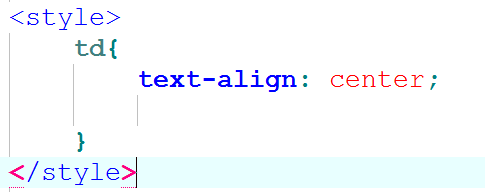 <style>
td{
text-align: center;
}
</style>